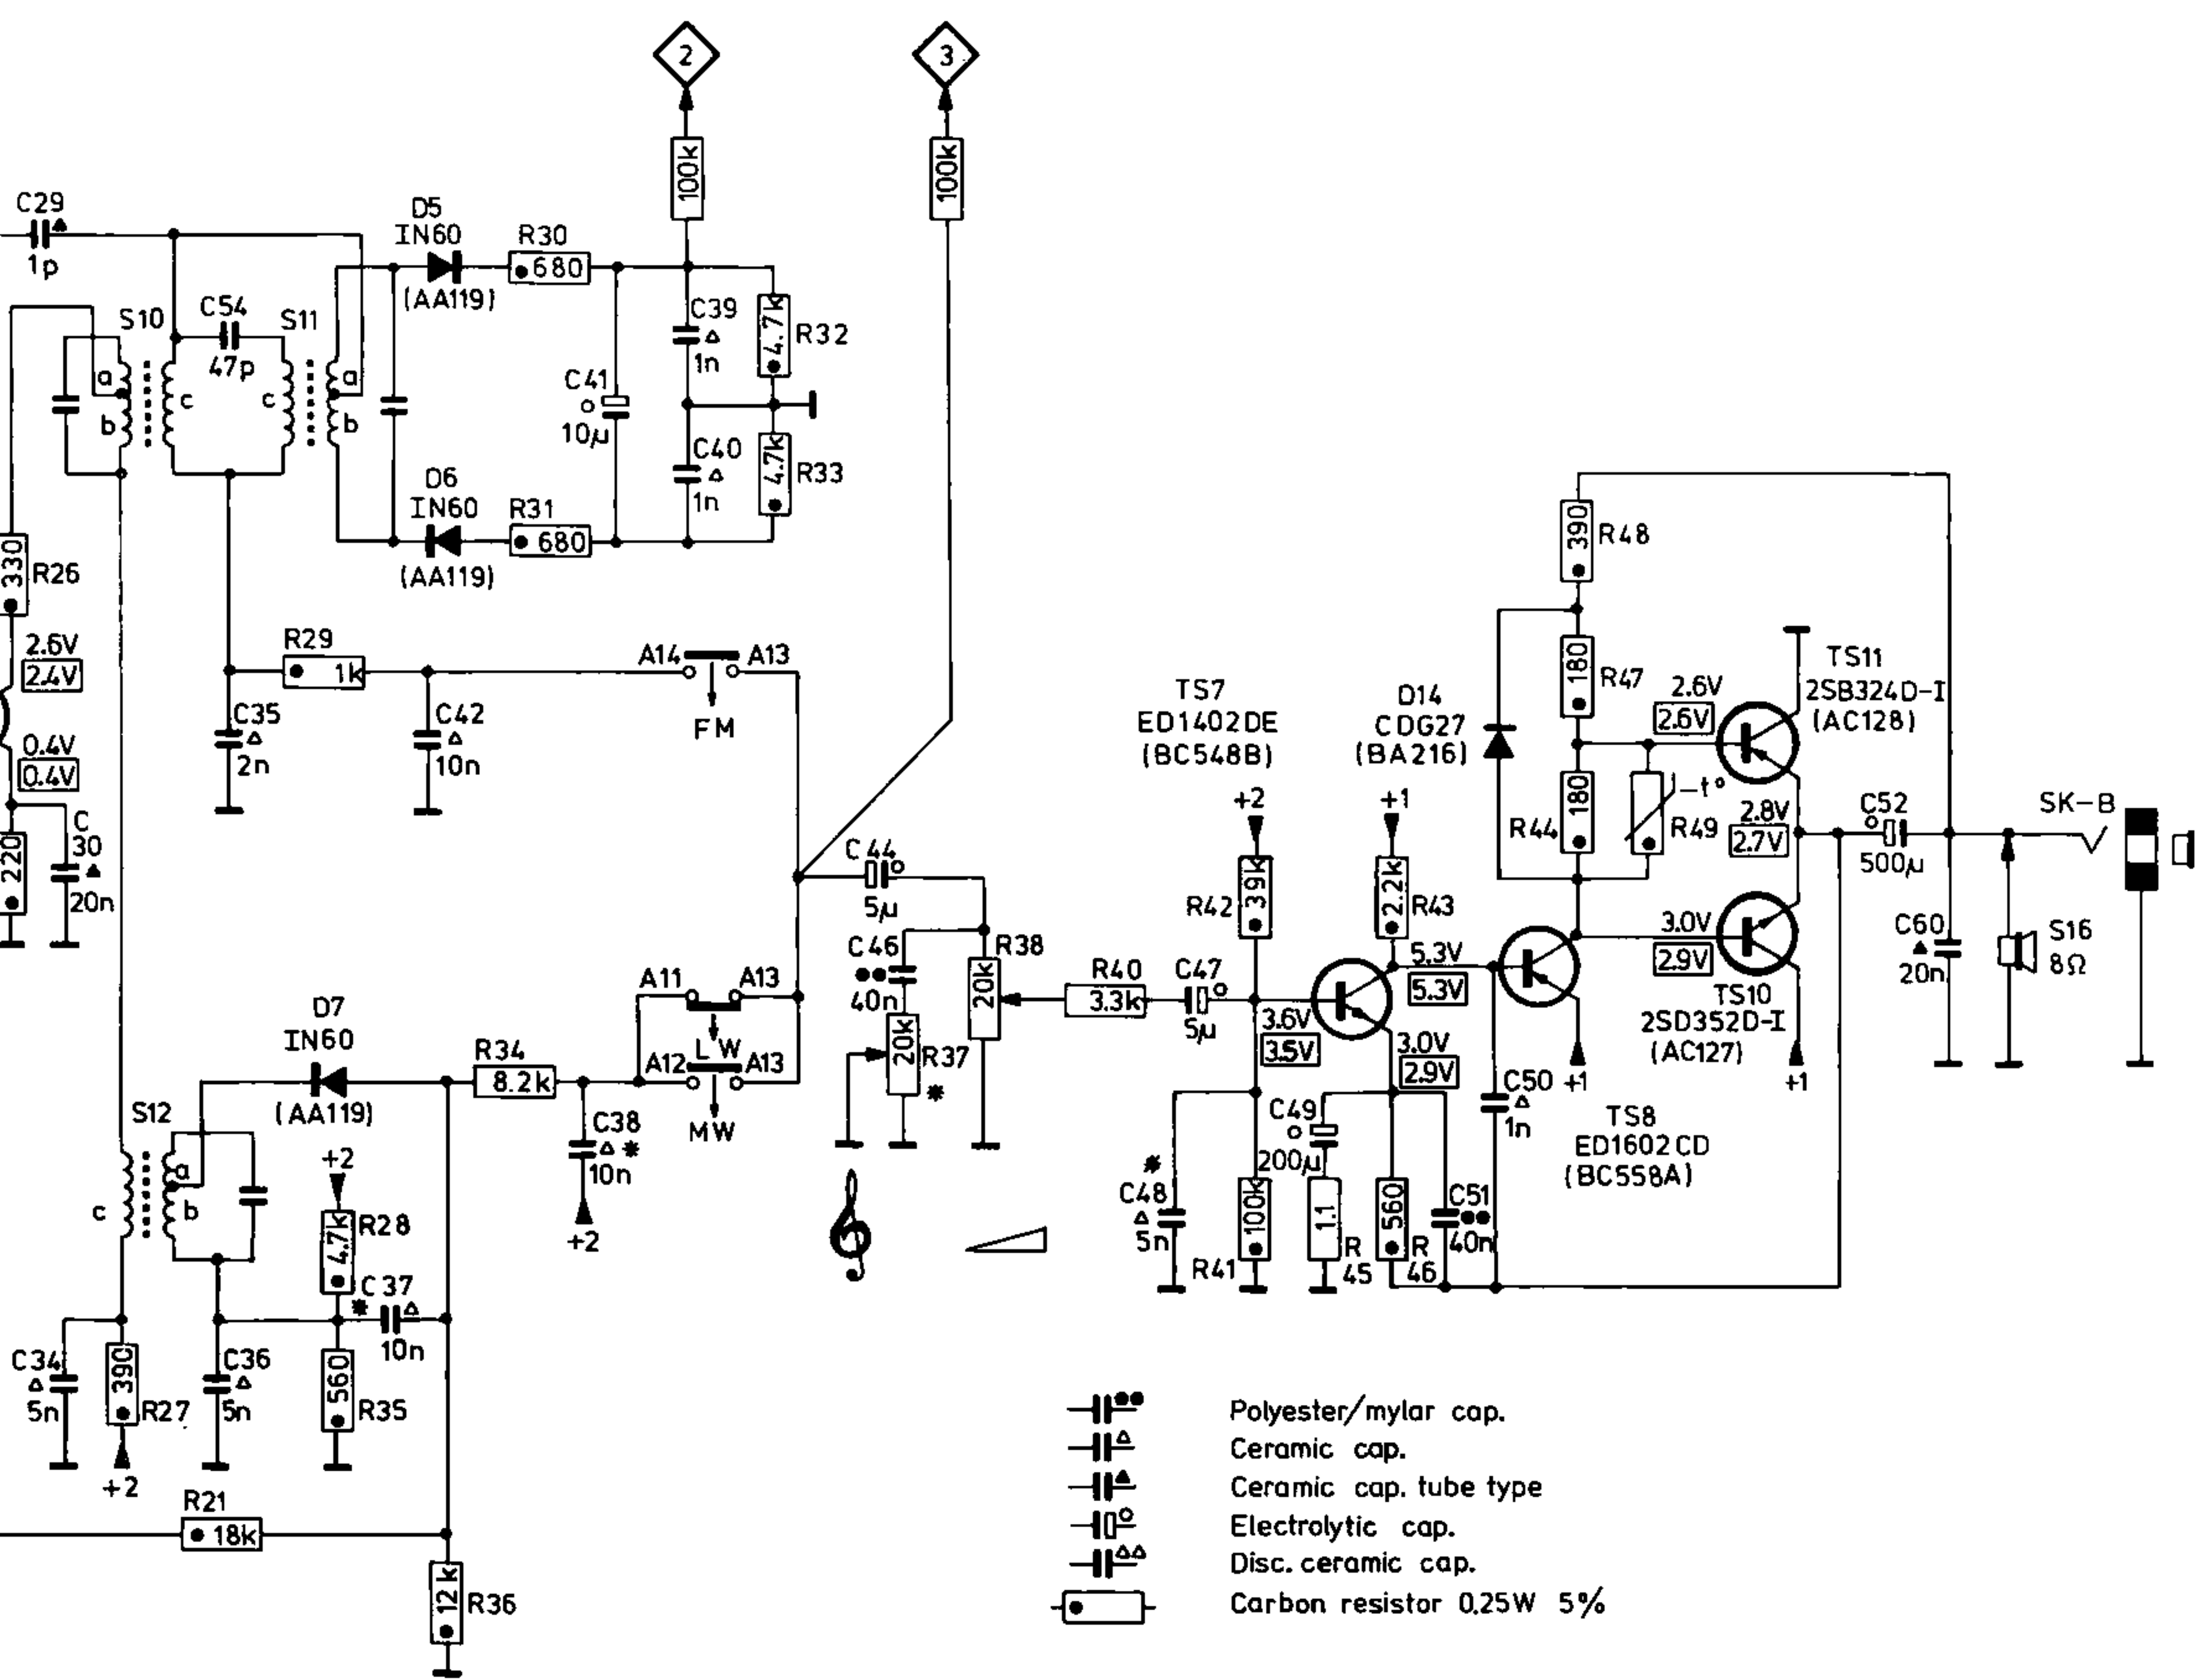 2
3
100k
100k
C29
1p
D5
IN60
(AA119)
R30
680
S10
C54
47p
S11
a
b
c
c
a
b
C39
1n
4.7k
R32
C41
10µ
C40
1n
4.7k
R33
D6
IN60
(AA119)
R31
680
330
R26
2.6V
2.4V
0.4V
0.4V
220
C
30
20n
R29
1k
C35
2n
C42
10n
A14
A13
FM
C44
5µ
C46
40n
20k
R37
*
20k
R38
A11
A13
LW
A12
A13
MW
D7
IN60
(AA119)
R34
8.2k
C38
*
10n
+2
S12
a
b
c
+2
4.7k
R28
*
C37
10n
C34
5n
390
R27
+2
C36
5n
560
R35
R21
18k
12k
R36
R40
3.3k
C47
5µ
TS7
ED1402DE
(BC548B)
+2
39k
R42
3.6V
3.5V
*
C48
5n
100k
R41
C49
200µ
1.1
R
45
560
R
46
C51
40n
+1
2.2k
R43
5.3V
5.3V
3.0V
2.9V
C50
1n
+1
TS8
ED1602CD
(BC558A)
D14
CDG27
(BA216)
390
R48
180
R47
180
R44
-t°
R49
2.6V
2.6V
TS11
2SB324D-I
(AC128)
2.8V
2.7V
3.0V
2.9V
TS10
2SD352D-I
(AC127)
+1
C52
500µ
C60
20n
S16
8Ω
SK-B
Polyester/mylar cap.
Ceramic cap.
Ceramic cap. tube type
Electrolytic cap.
Disc. ceramic cap.
Carbon resistor 0.25W 5%